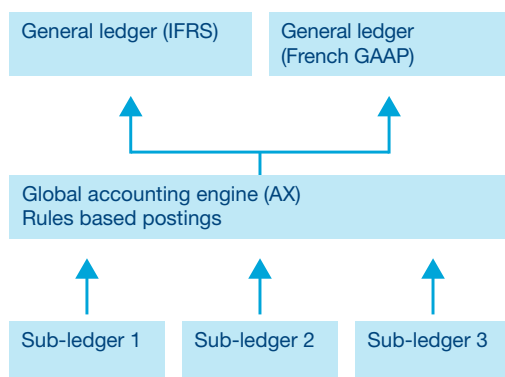 General ledger (IFRS)
General ledger
(French GAAP)
Global accounting engine (AX)
Rules based postings
Sub-ledger 1
Sub-ledger 2
Sub-ledger 3